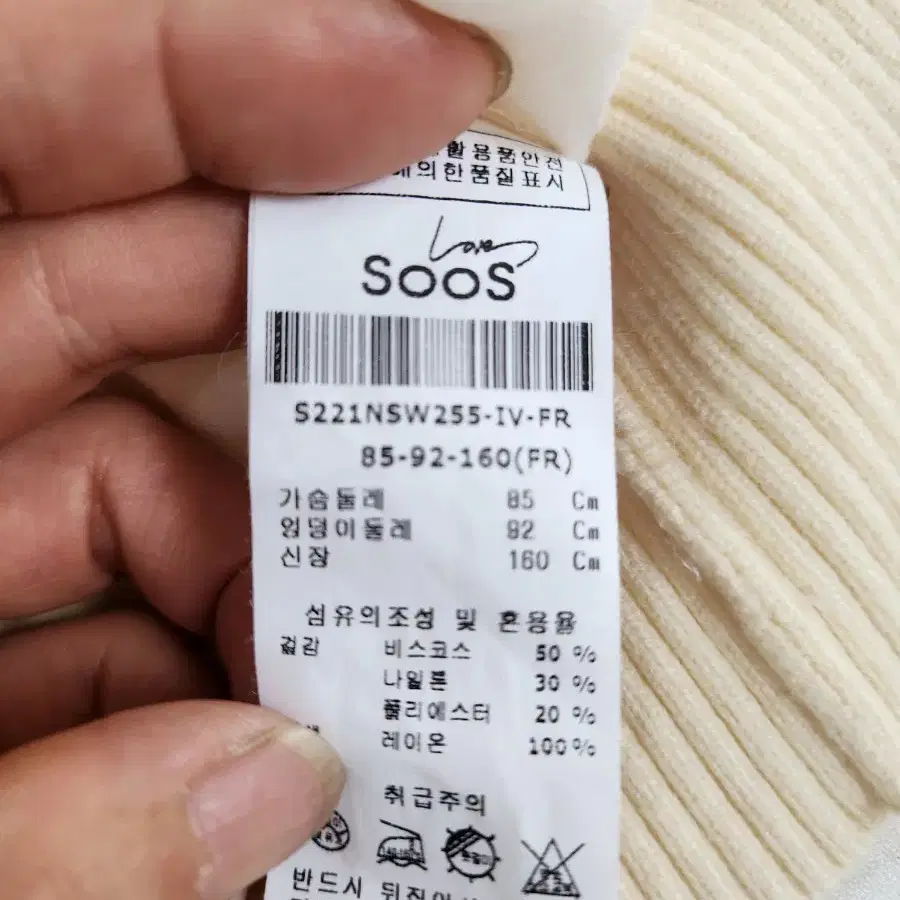 활용품안전
의한품질표시
Loves
SOOS
S221NSW255-IV-FR
85-92-160(FR)
가슴둘레 85 Cm
엉덩이둘레 92 Cm
신장 160 Cm
섬유의조성 및 혼용율
겉감 비스코스 50 %
나일론 30 %
폴리에스터 20 %
레이온 100 %
취급주의
반드시